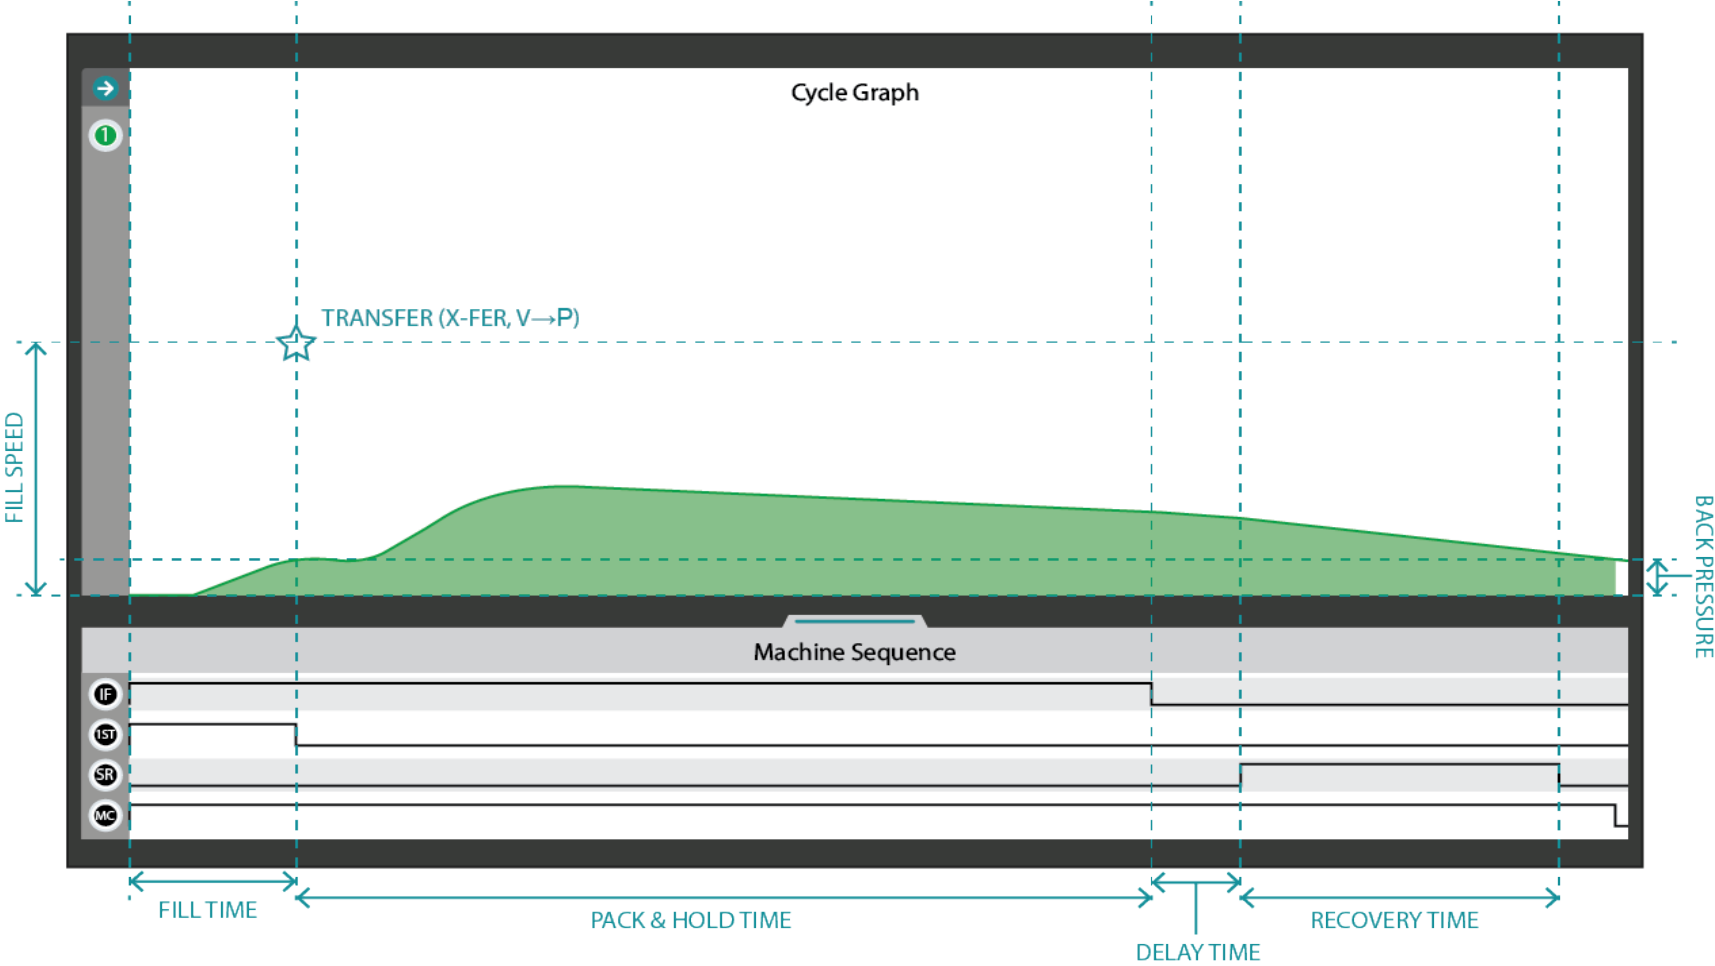 Cycle Graph
1
TRANSFER (X-FER, V→P)
FILL SPEED
BACK PRESSURE
Machine Sequence
IF
1ST
SR
MC
FILL TIME
PACK & HOLD TIME
DELAY TIME
RECOVERY TIME